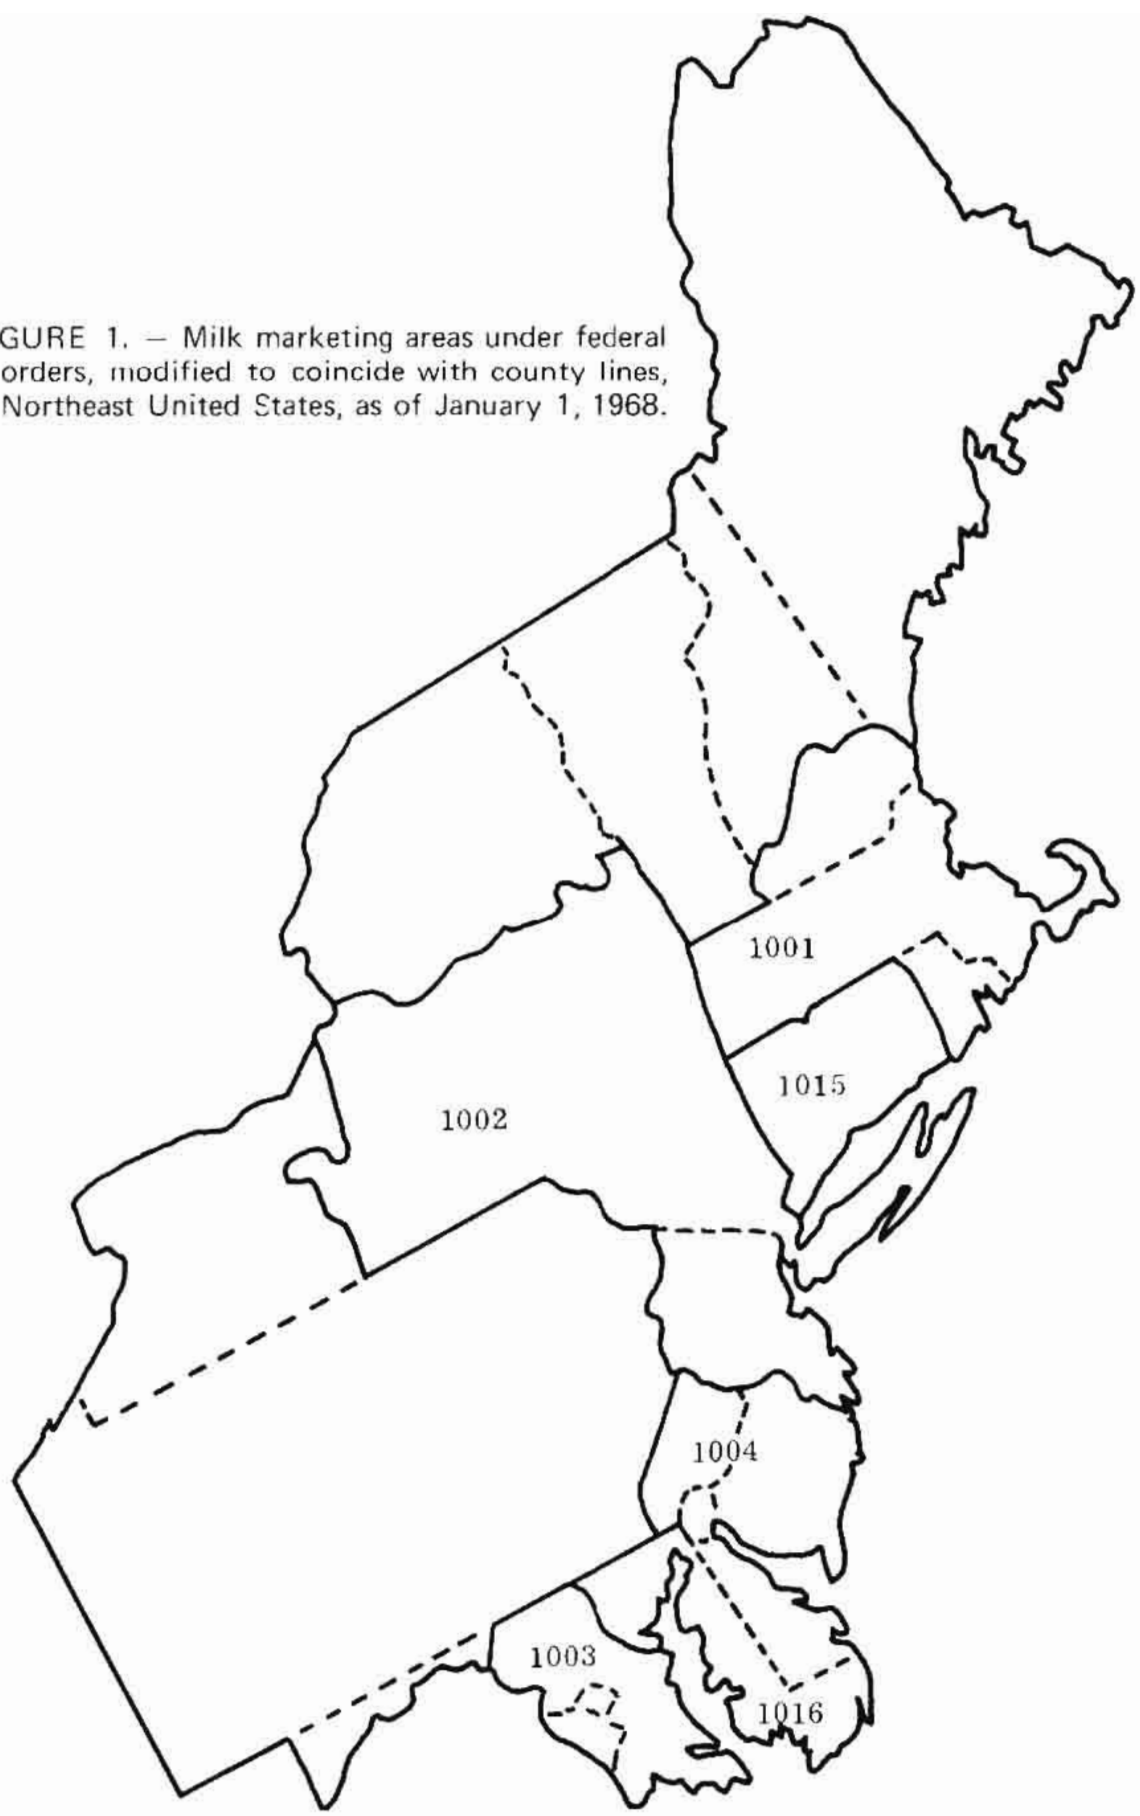 GURE 1. — Milk marketing areas under federal
orders, modified to coincide with county lines,
Northeast United States, as of January 1, 1968.
1001
1015
1002
1004
1003
1016